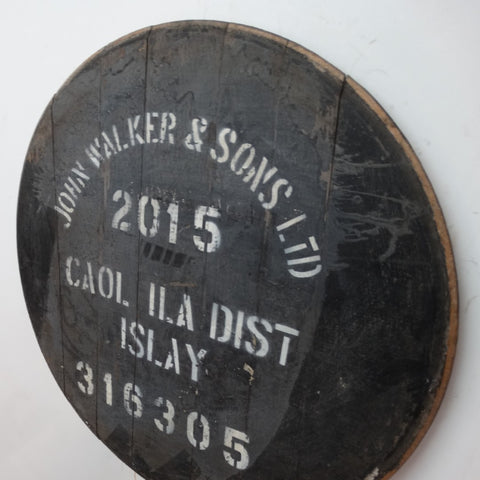 JOHN WALKER & SONS LTD
2015
CAOL ILA DIST
ISLAY
316305